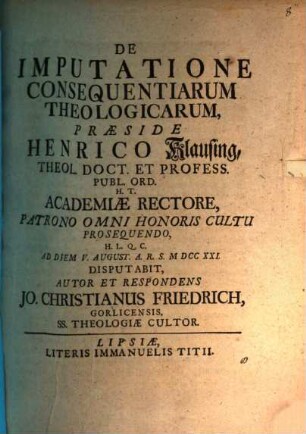 8
DE
IMPUTATIONE
CONSEQUENTIARUM
THEOLOGICARUM,
PRÆSIDE
HENRICO Klausing,
THEOL DOCT. ET PROFESS.
PUBL. ORD.
H. T.
ACADEMIÆ RECTORE,
PATRONO OMNI HONORIS CULTU
PROSEQUENDO,
H. L. Q. C.
AD DIEM V. AUGUST. A. R. S. M DCC XXI.
DISPUTABIT,
AUTOR ET RESPONDENS
JO. CHRISTIANUS FRIEDRICH,
GORLICENSIS,
SS. THEOLOGIÆ CULTOR.
LIPSIÆ,
LITERIS IMMANUELIS TITII.